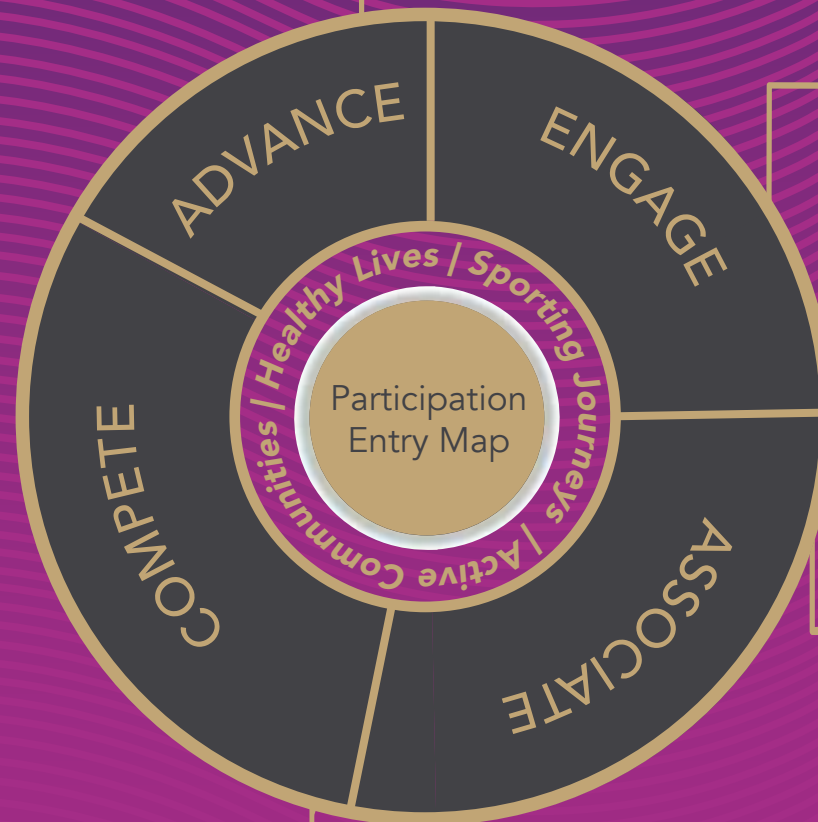 ADVANCE
ENGAGE
ASSOCIATE
COMPETE
Healthy Lives | Sporting Journeys | Active Communities |
Participation
Entry Map